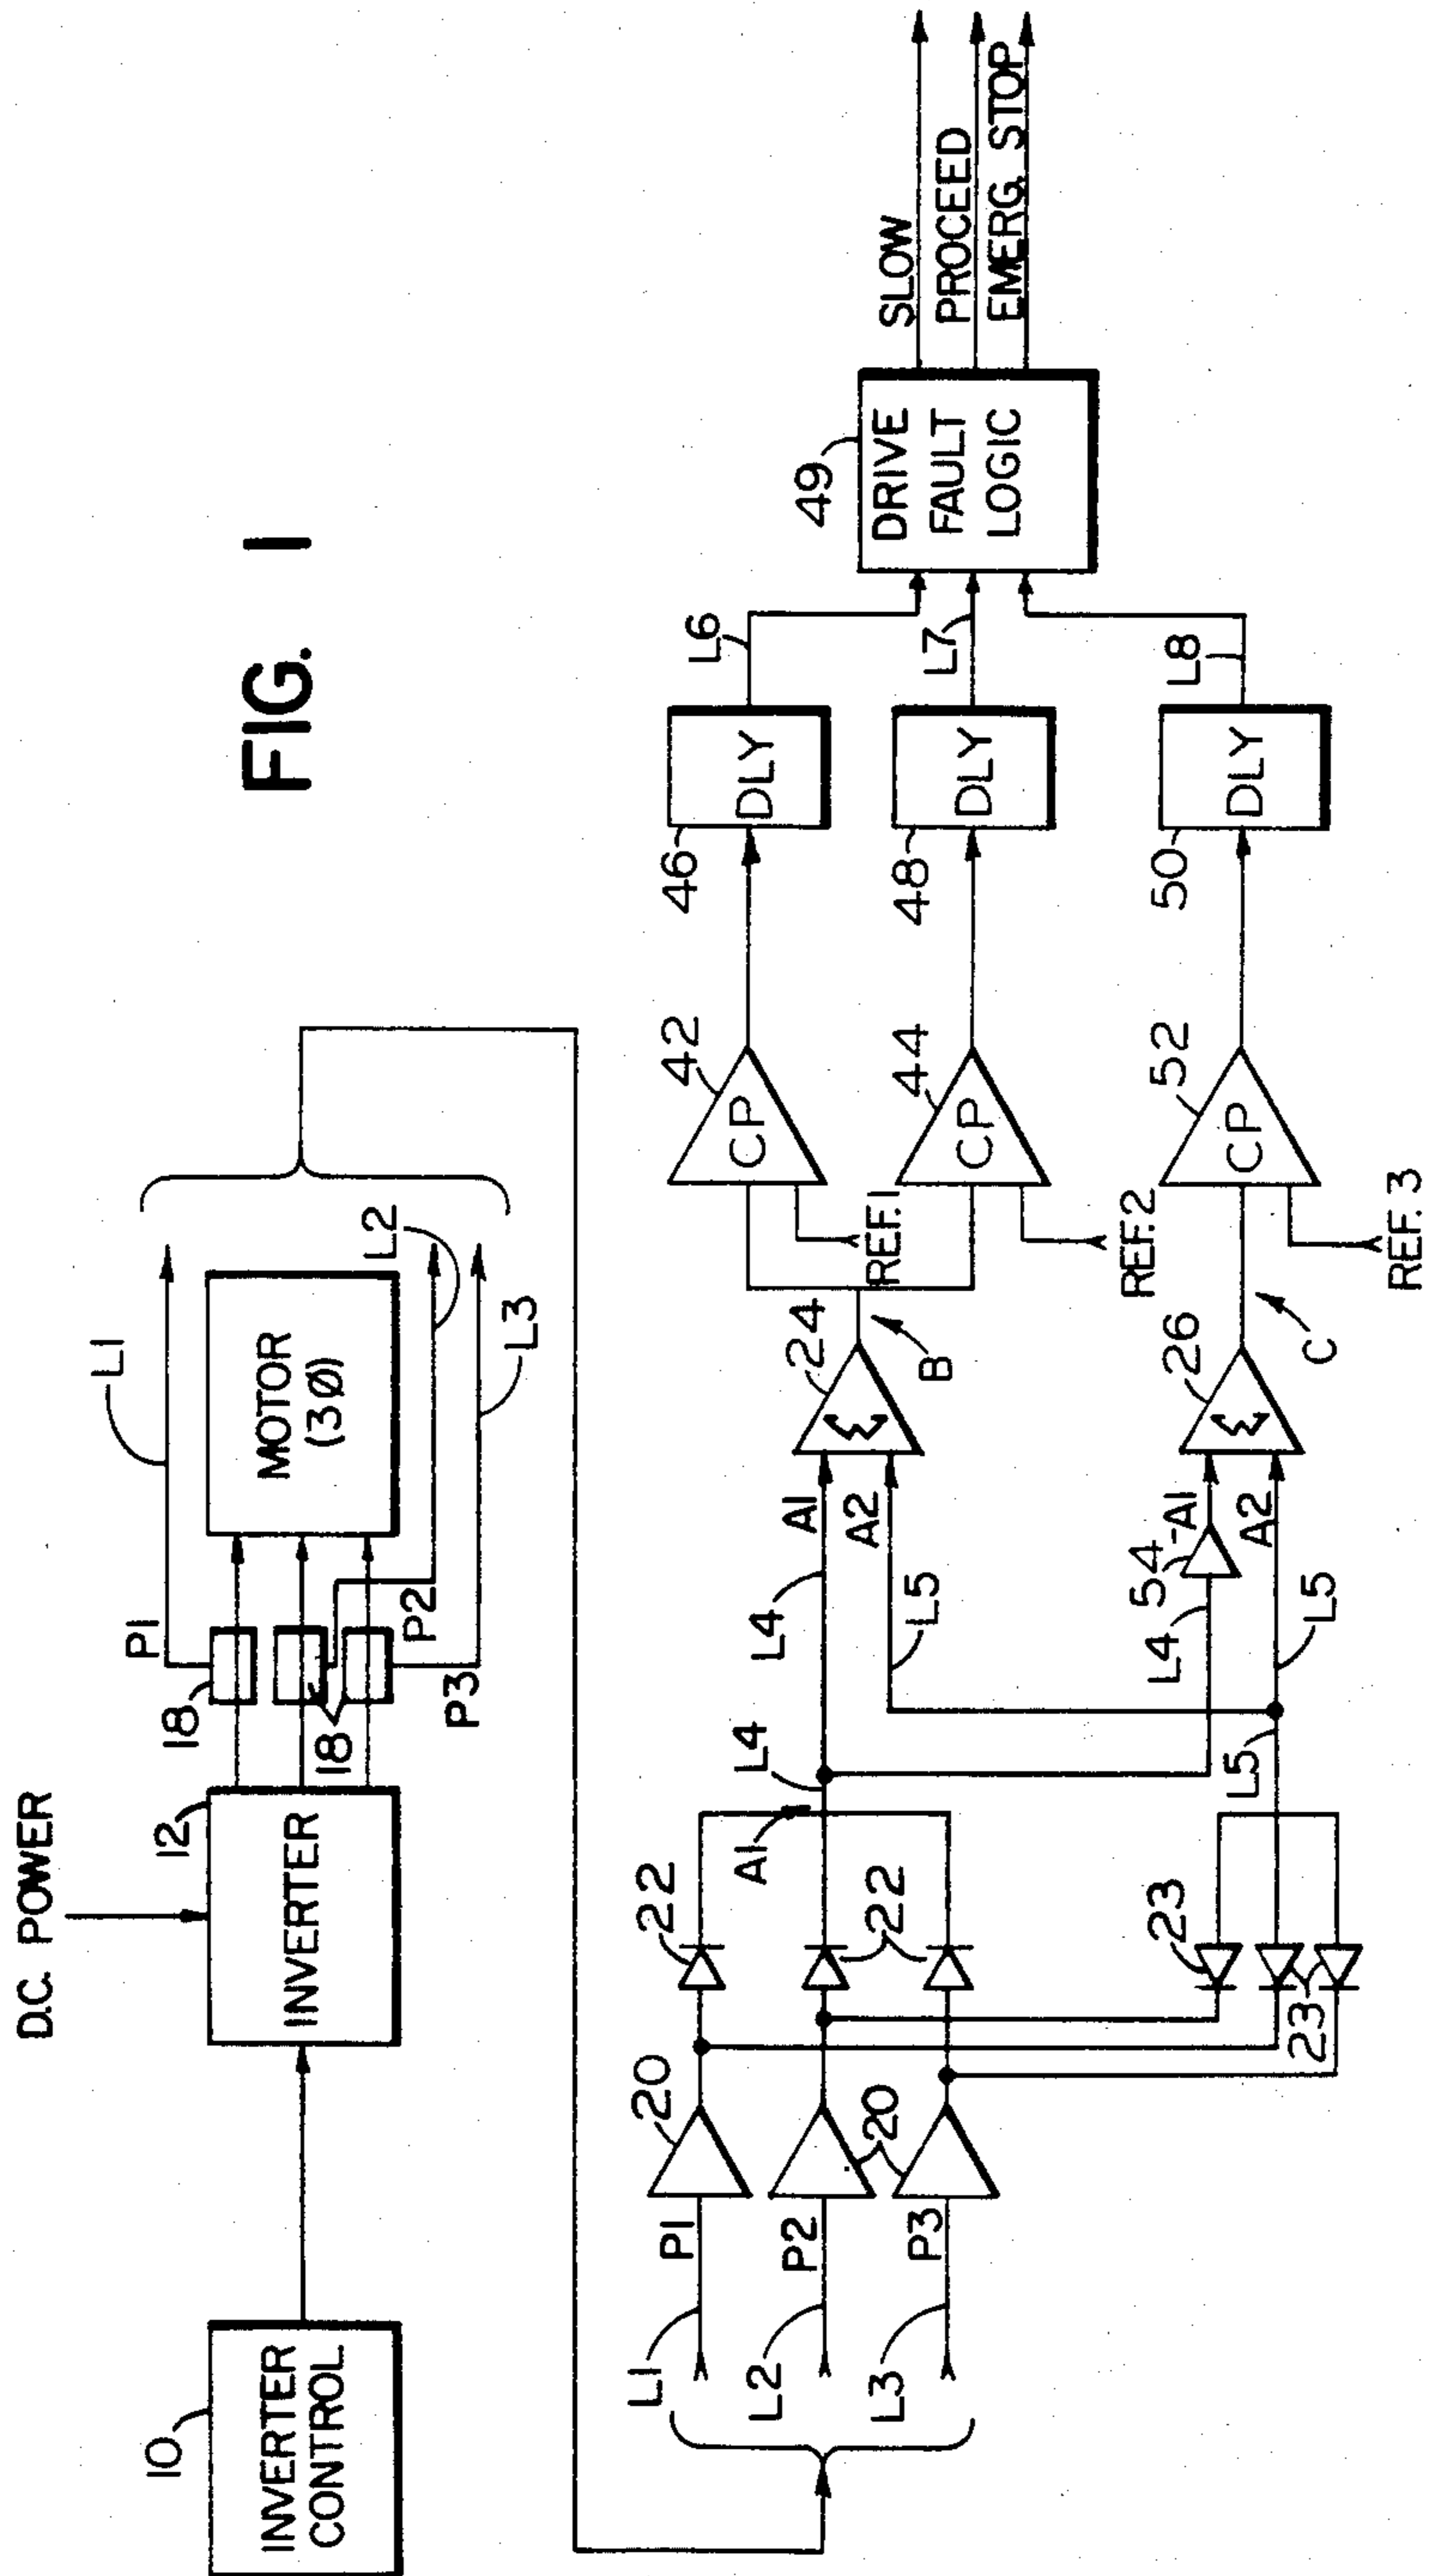 FIG. 1
D.C. POWER
10
INVERTER
CONTROL
12
INVERTER
18
18
P1
P2
P3
MOTOR
(3Ø)
L1
L2
L3
L1
P1
L2
P2
L3
P3
20
20
22
22
23
23
A1
L4
L5
L4
L5
L4
L5
A1
A2
54
-A1
A2
24
26
Σ
Σ
B
C
REF. 1
REF. 2
REF. 3
42
CP
44
CP
52
CP
46
DLY
48
DLY
50
DLY
L6
L7
L8
49
DRIVE
FAULT
LOGIC
SLOW
PROCEED
EMERG. STOP